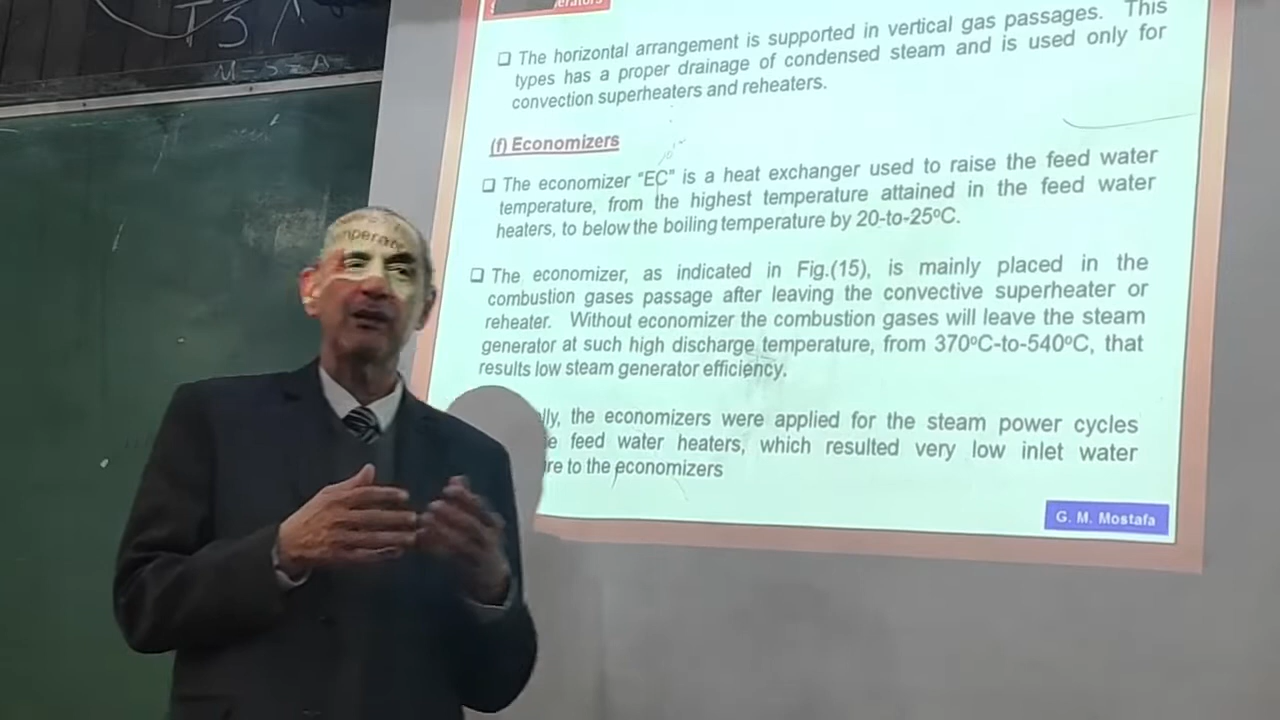 ❑ The horizontal arrangement is supported in vertical gas passages. This
types has a proper drainage of condensed steam and is used only for
convection superheaters and reheaters.
(f) Economizers
❑ The economizer “EC” is a heat exchanger used to raise the feed water
temperature, from the highest temperature attained in the feed water
heaters, to below the boiling temperature by 20-to-25ºC.
❑ The economizer, as indicated in Fig.(15), is mainly placed in the
combustion gases passage after leaving the convective superheater or
reheater. Without economizer the combustion gases will leave the steam
generator at such high discharge temperature, from 370ºC-to-540ºC, that
results low steam generator efficiency.
the economizers were applied for the steam power cycles
feed water heaters, which resulted very low inlet water
to the economizers
G. M. Mostafa